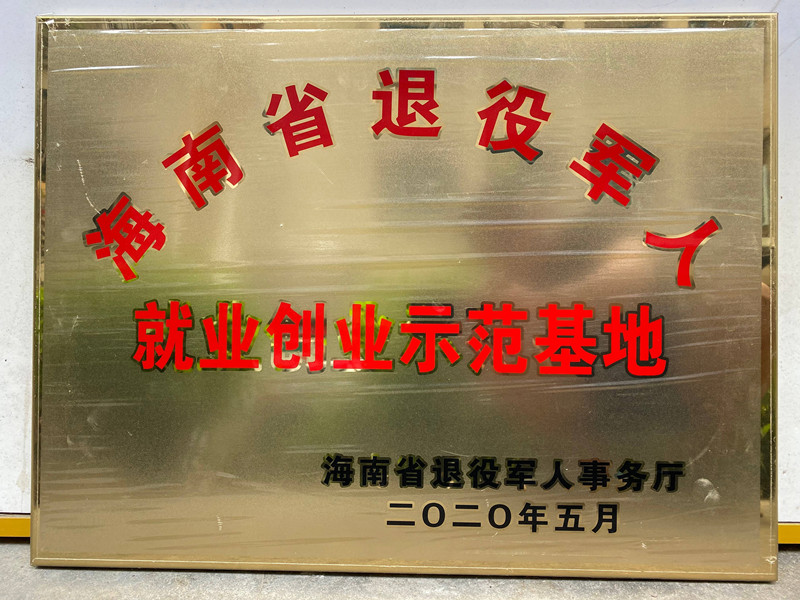 海南省退役军人
就业创业示范基地
海南省退役军人事务厅
二〇二〇年五月